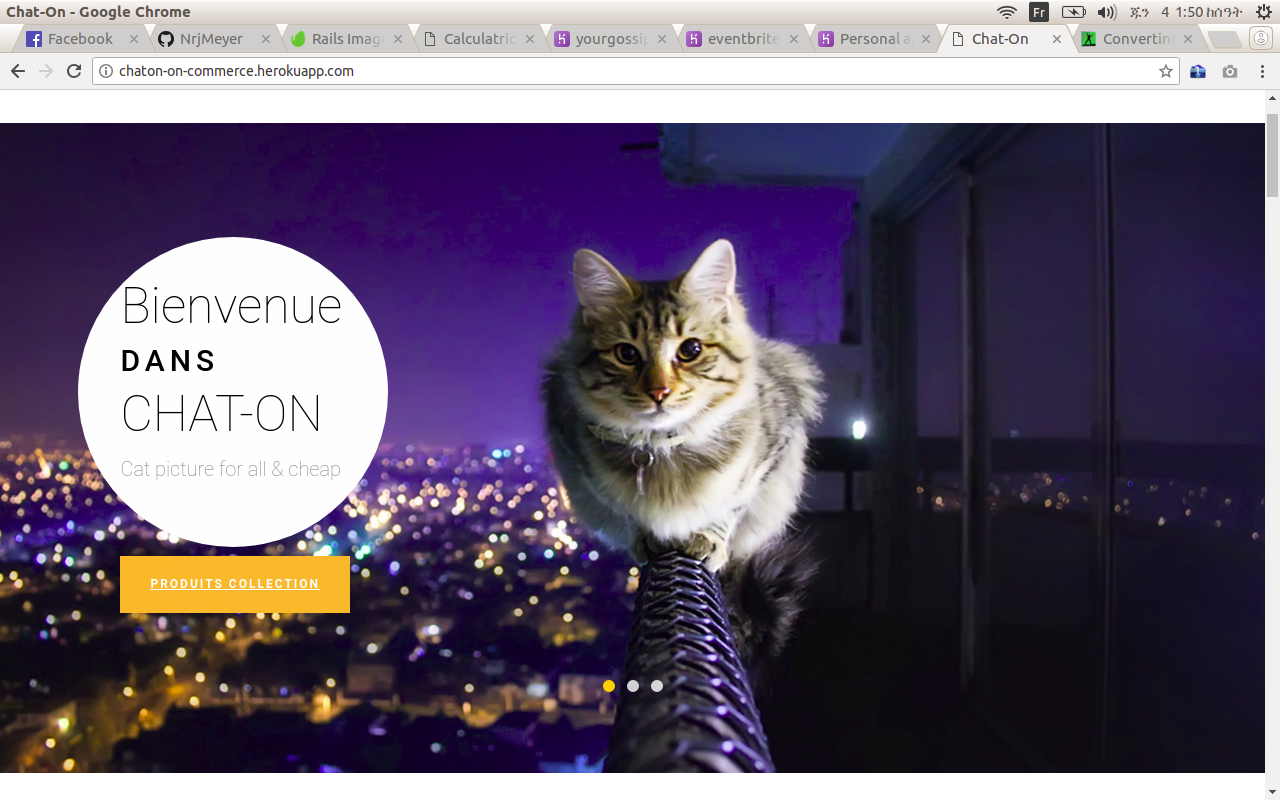 Chat-On - Google Chrome
Fr
ጁን 4 1:50 ከሰዓት
Facebook
NrjMeyer
Rails Imag
Calculatric
yourgossip
eventbrite
Personal a
Chat-On
Converting
chaton-on-commerce.herokuapp.com
Bienvenue
DANS
CHAT-ON
Cat picture for all & cheap
PRODUITS COLLECTION